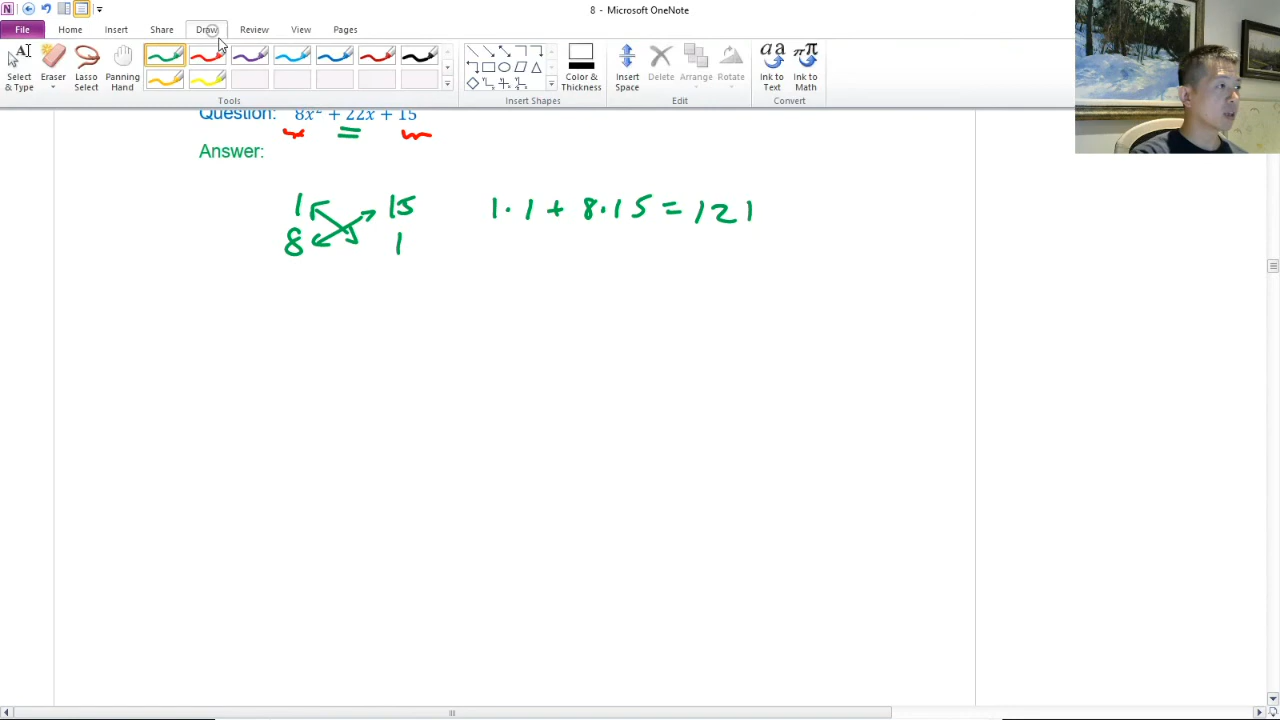 8 - Microsoft OneNote
File Home Insert Share Draw Review View Pages
Select & Type Eraser Lasso Select Panning Hand Color & Thickness Insert Space Delete Arrange Rotate Ink to Text Ink to Math
Tools Insert Shapes Edit Convert
Question: 8x² + 22x + 15
Answer:
1 15 1·1 + 8·15 = 121
8 1